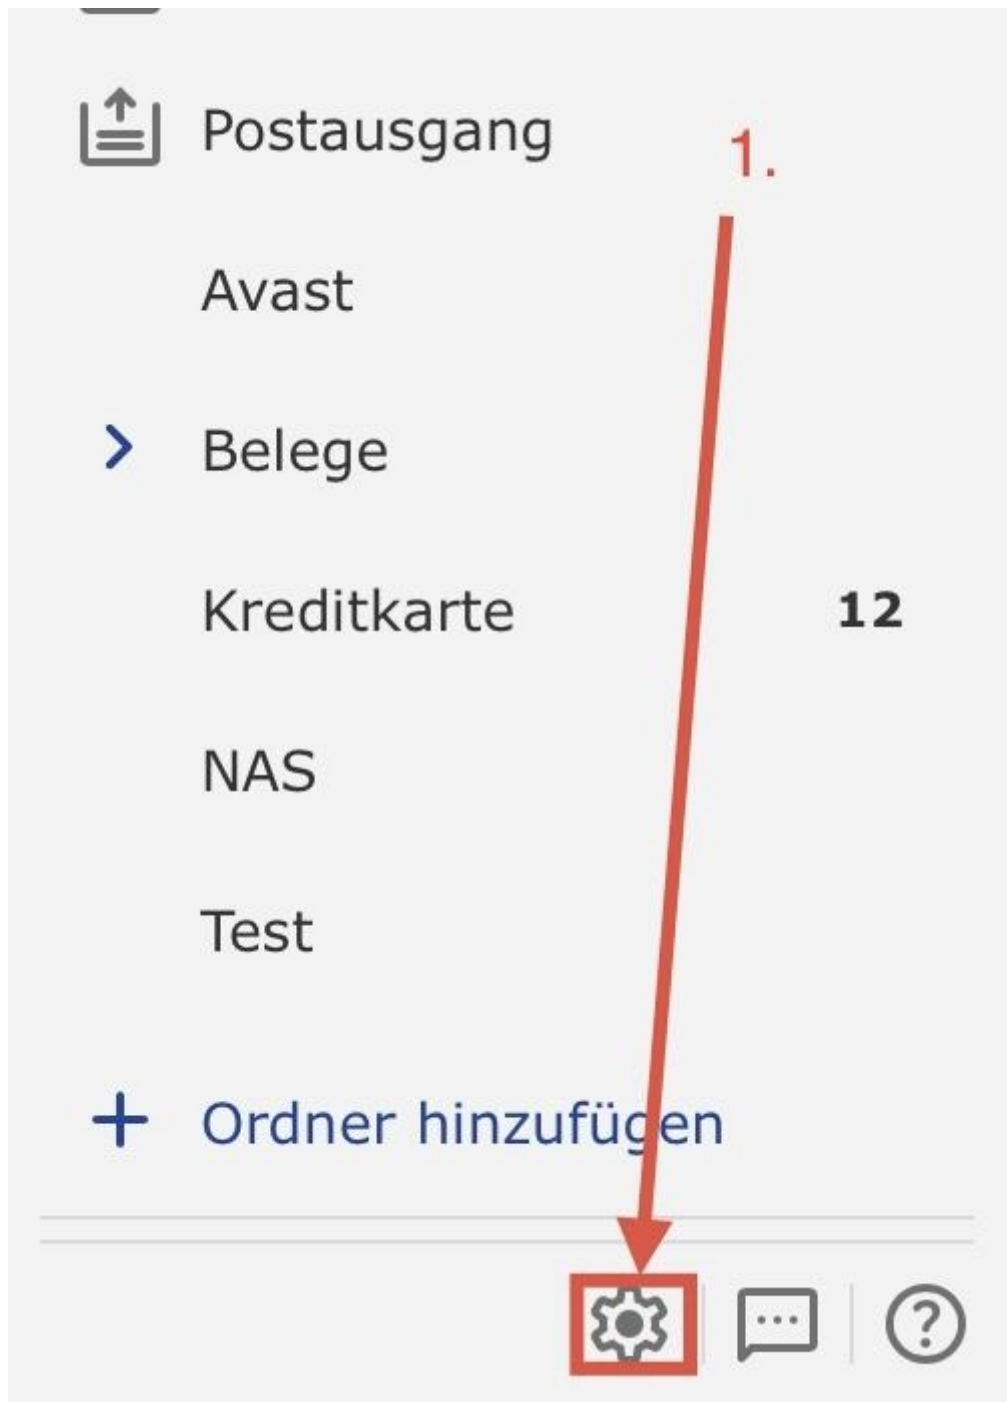 Postausgang
1.
Avast
Belege
Kreditkarte 12
NAS
Test
Ordner hinzufügen
?